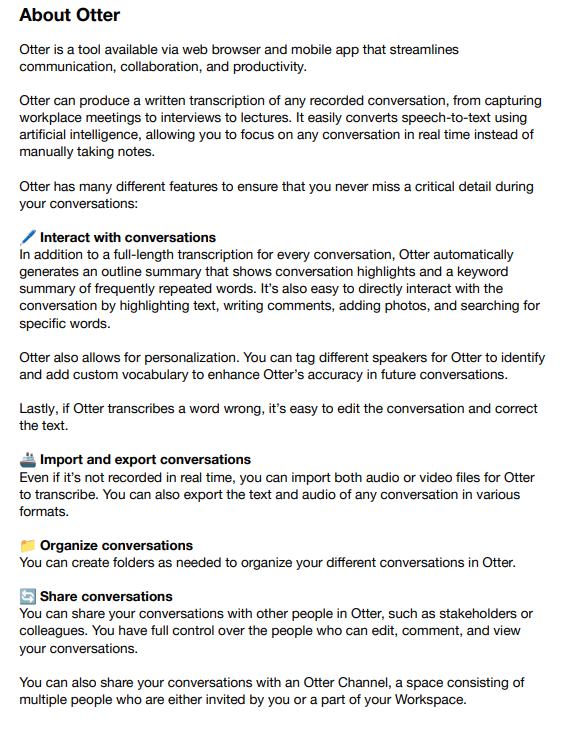 About Otter
Otter is a tool available via web browser and mobile app that streamlines
communication, collaboration, and productivity.
Otter can produce a written transcription of any recorded conversation, from capturing
workplace meetings to interviews to lectures. It easily converts speech-to-text using
artificial intelligence, allowing you to focus on any conversation in real time instead of
manually taking notes.
Otter has many different features to ensure that you never miss a critical detail during
your conversations:
🖊️ Interact with conversations
In addition to a full-length transcription for every conversation, Otter automatically
generates an outline summary that shows conversation highlights and a keyword
summary of frequently repeated words. It’s also easy to directly interact with the
conversation by highlighting text, writing comments, adding photos, and searching for
specific words.
Otter also allows for personalization. You can tag different speakers for Otter to identify
and add custom vocabulary to enhance Otter’s accuracy in future conversations.
Lastly, if Otter transcribes a word wrong, it’s easy to edit the conversation and correct
the text.
🚢 Import and export conversations
Even if it’s not recorded in real time, you can import both audio or video files for Otter
to transcribe. You can also export the text and audio of any conversation in various
formats.
📁 Organize conversations
You can create folders as needed to organize your different conversations in Otter.
🔄 Share conversations
You can share your conversations with other people in Otter, such as stakeholders or
colleagues. You have full control over the people who can edit, comment, and view
your conversations.
You can also share your conversations with an Otter Channel, a space consisting of
multiple people who are either invited by you or a part of your Workspace.